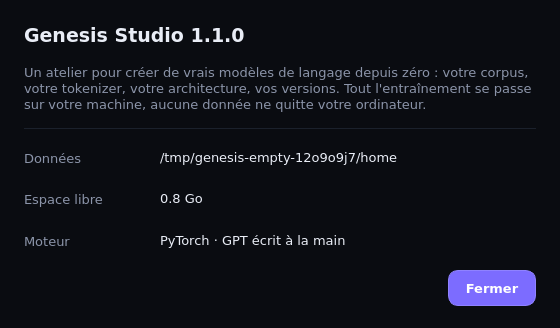 Genesis Studio 1.1.0
Un atelier pour créer de vrais modèles de langage depuis zéro : votre corpus,
votre tokenizer, votre architecture, vos versions. Tout l'entraînement se passe
sur votre machine, aucune donnée ne quitte votre ordinateur.
Données /tmp/genesis-empty-12o9o9j7/home
Espace libre 0.8 Go
Moteur PyTorch · GPT écrit à la main
Fermer